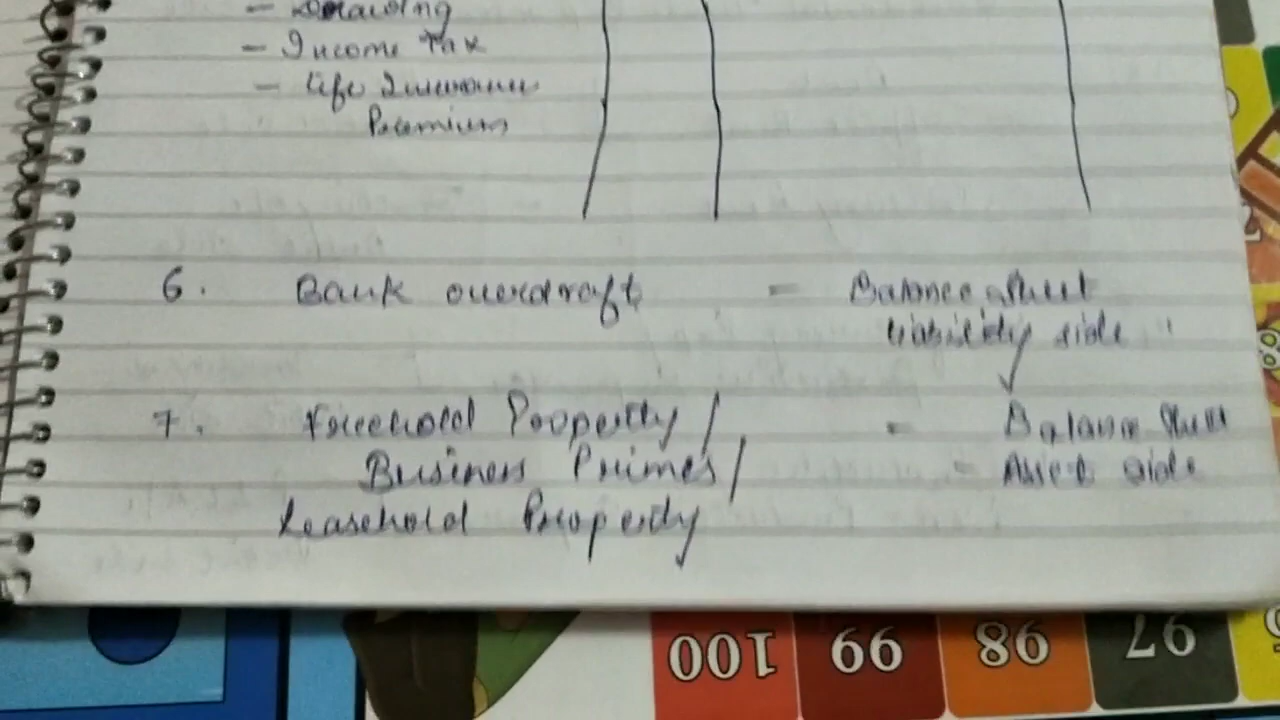 - Drawing
- Income Tax
- Life Insurance
Premium
6. Bank overdraft = Balance sheet
liability side "
7. Freehold Property / = Balance sheet
Business Primes / - Asset side
Leasehold Property
100 99 98 97